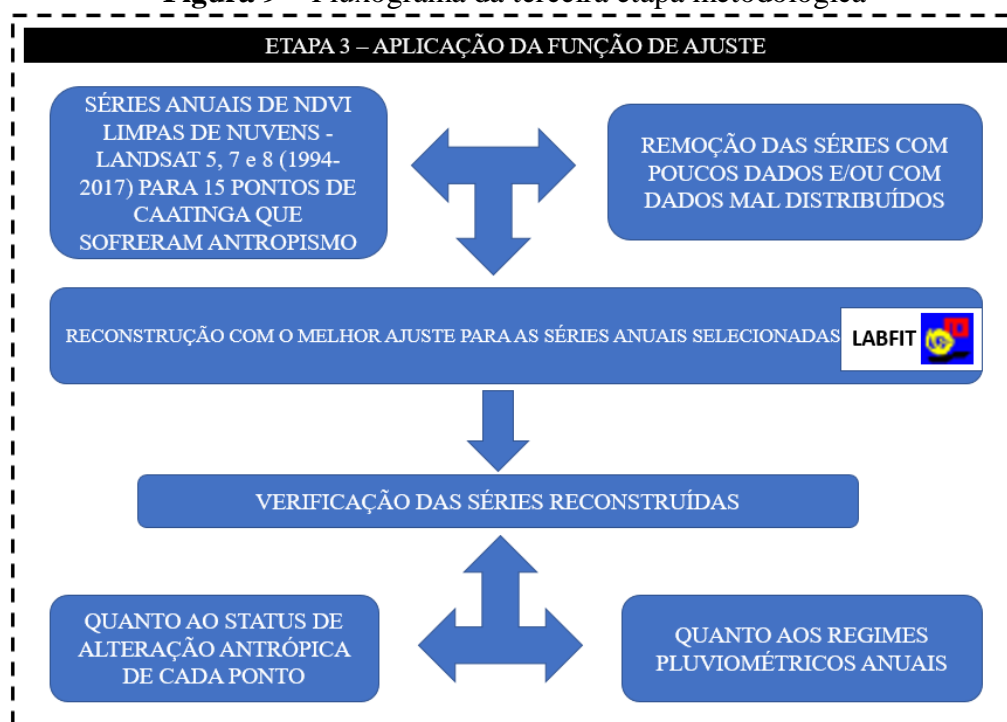 Figura 9 – Fluxograma da terceira etapa metodológica
ETAPA 3 – APLICAÇÃO DA FUNÇÃO DE AJUSTE
SÉRIES ANUAIS DE NDVI
LIMPAS DE NUVENS -
LANDSAT 5, 7 e 8 (1994-
2017) PARA 15 PONTOS DE
CAATINGA QUE
SOFRERAM ANTROPISMO
REMOÇÃO DAS SÉRIES COM
POUCOS DADOS E/OU COM
DADOS MAL DISTRIBUÍDOS
RECONSTRUÇÃO COM O MELHOR AJUSTE PARA AS SÉRIES ANUAIS SELECIONADAS
LABFIT
VERIFICAÇÃO DAS SÉRIES RECONSTRUÍDAS
QUANTO AO STATUS DE
ALTERAÇÃO ANTRÓPICA
DE CADA PONTO
QUANTO AOS REGIMES
PLUVIOMÉTRICOS ANUAIS